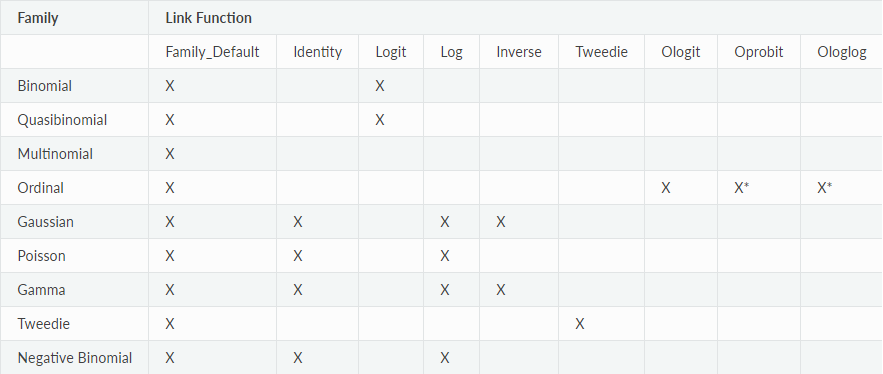 Family Link Function
Family_Default Identity Logit Log Inverse Tweedie Ologit Oprobit Ologlog
Binomial X X
Quasibinomial X X
Multinomial X
Ordinal X X X* X*
Gaussian X X X X
Poisson X X X
Gamma X X X X
Tweedie X X
Negative Binomial X X X